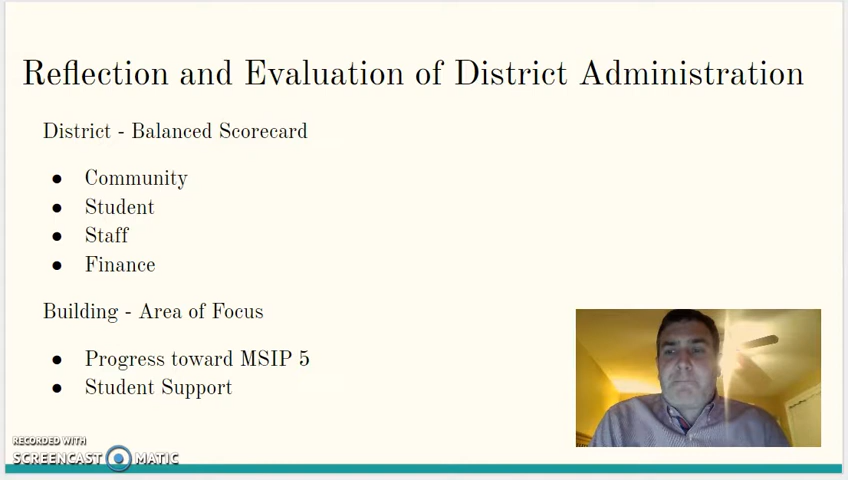 Reflection and Evaluation of District Administration
District - Balanced Scorecard
● Community
● Student
● Staff
● Finance
Building - Area of Focus
● Progress toward MSIP 5
● Student Support
RECORDED WITH
SCREENCAST MATIC